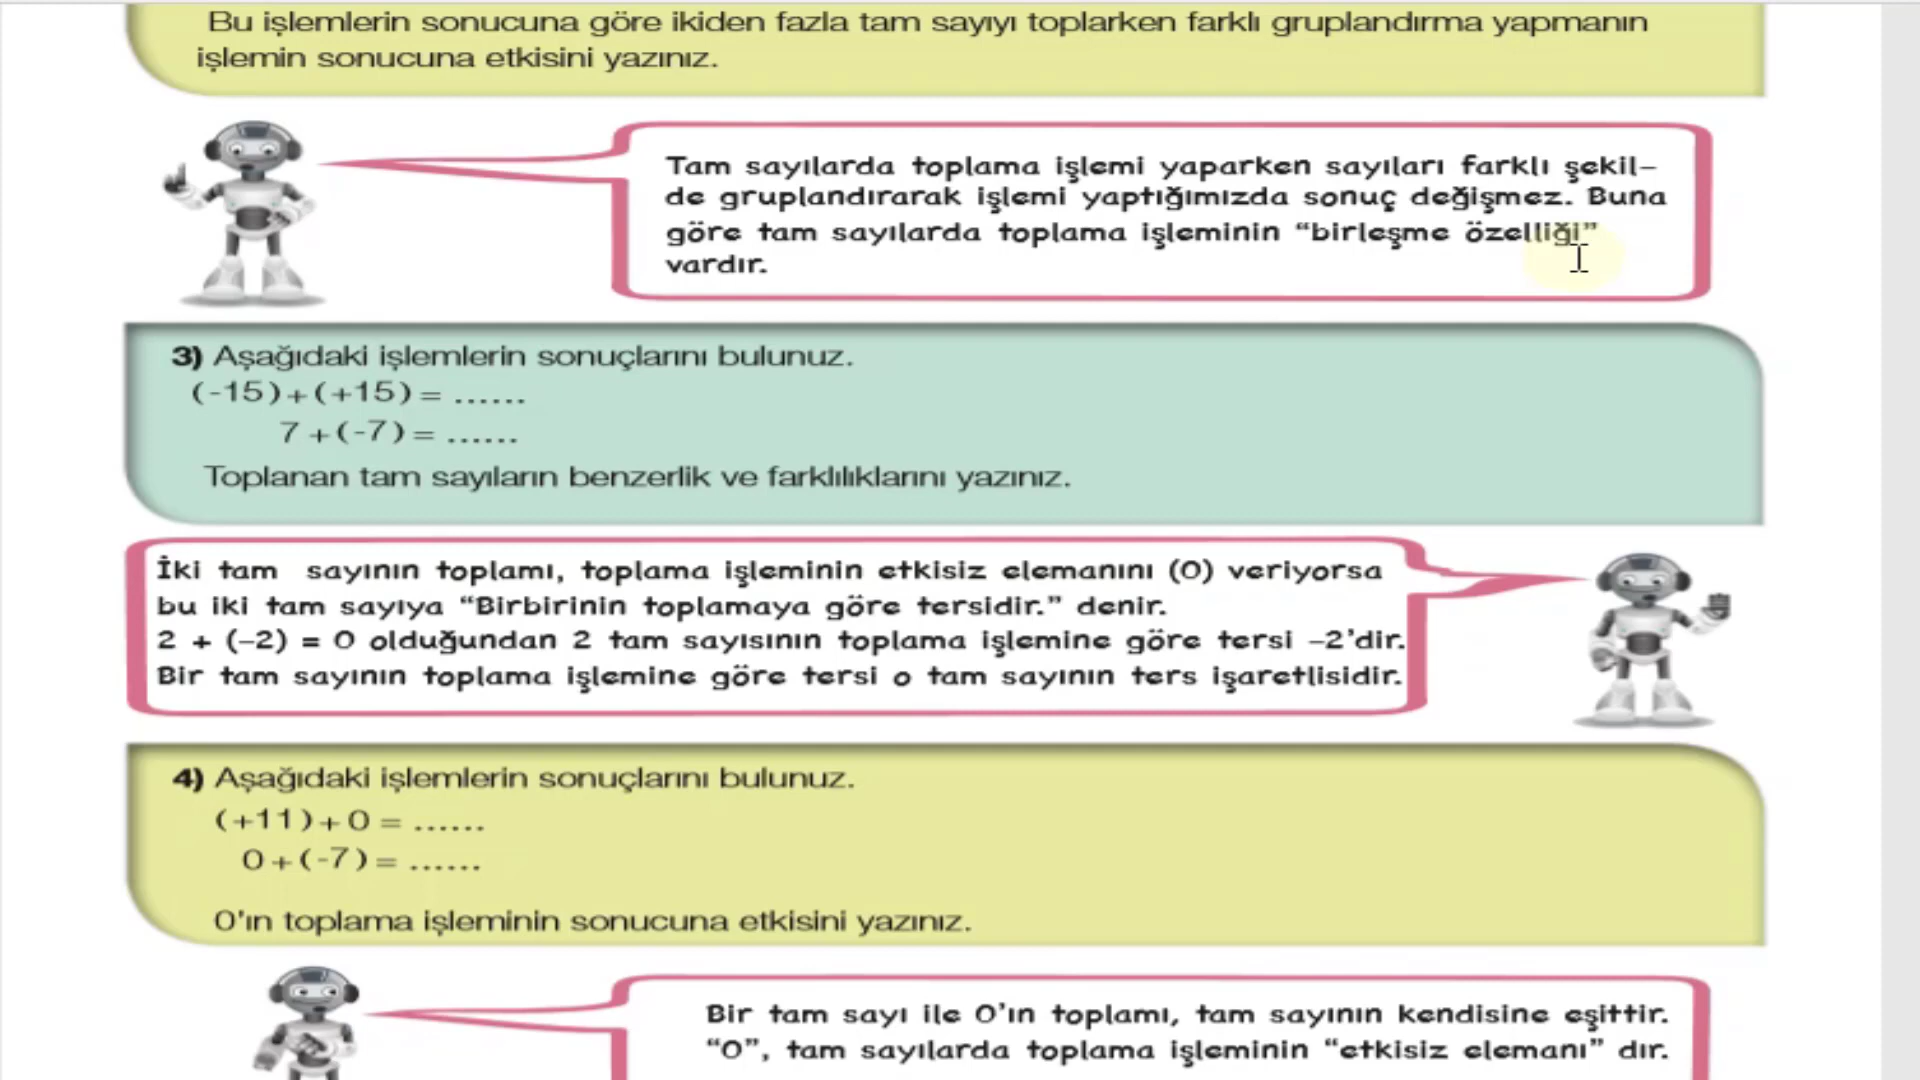 Bu işlemlerin sonucuna göre ikiden fazla tam sayıyı toplarken farklı gruplandırma yapmanın
işlemin sonucuna etkisini yazınız.
Tam sayılarda toplama işlemi yaparken sayıları farklı şekil-
de gruplandırarak işlemi yaptığımızda sonuç değişmez. Buna
göre tam sayılarda toplama işleminin “birleşme özelliği”
vardır.
3) Aşağıdaki işlemlerin sonuçlarını bulunuz.
(-15)+(+15)= ......
7+(-7)= ......
Toplanan tam sayıların benzerlik ve farklılıklarını yazınız.
İki tam sayının toplamı, toplama işleminin etkisiz elemanını (0) veriyorsa
bu iki tam sayıya “Birbirinin toplamaya göre tersidir.” denir.
2 + (–2) = 0 olduğundan 2 tam sayısının toplama işlemine göre tersi –2’dir.
Bir tam sayının toplama işlemine göre tersi o tam sayının ters işaretlisidir.
4) Aşağıdaki işlemlerin sonuçlarını bulunuz.
(+11)+0= ......
0+(-7)= ......
0’ın toplama işleminin sonucuna etkisini yazınız.
Bir tam sayı ile 0’ın toplamı, tam sayının kendisine eşittir.
“0”, tam sayılarda toplama işleminin “etkisiz elemanı” dır.